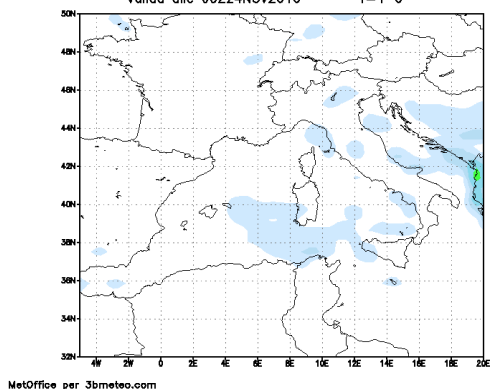 50N
48N
46N
44N
42N
40N
38N
36N
34N
32N
4W 2W 0 2E 4E 6E 8E 10E 12E 14E 16E 18E 20E
MetOffice per 3bmeteo.com